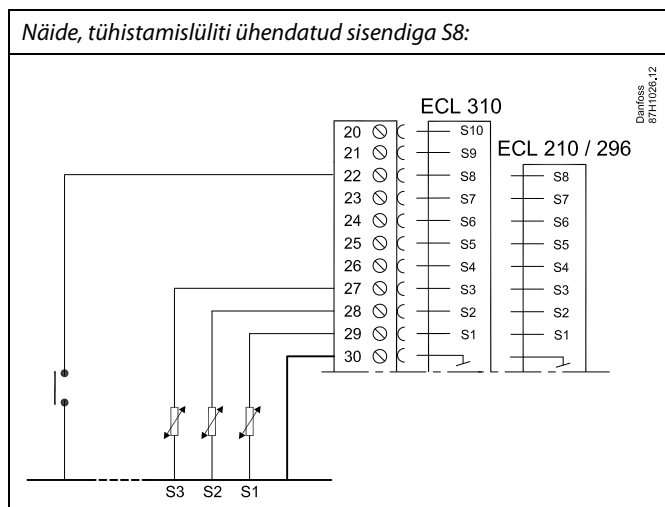 Näide, tühistamislüliti ühendatud sisendiga S8:
Danfoss
87H1026.12
ECL 310
ECL 210 / 296
20 S10
21 S9
22 S8 S8
23 S7 S7
24 S6 S6
25 S5 S5
26 S4 S4
27 S3 S3
28 S2 S2
29 S1 S1
30
S3 S2 S1